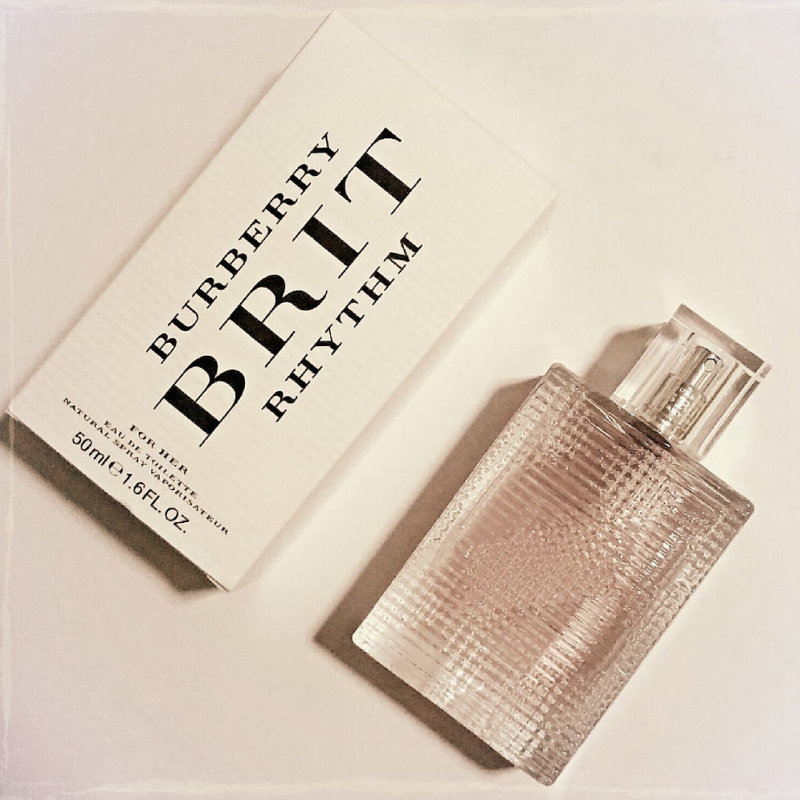 BURBERRY
BRIT
RHYTHM
FOR HER
EAU DE TOILETTE
NATURAL SPRAY VAPORISATEUR
50ml℮1.6FL.OZ.